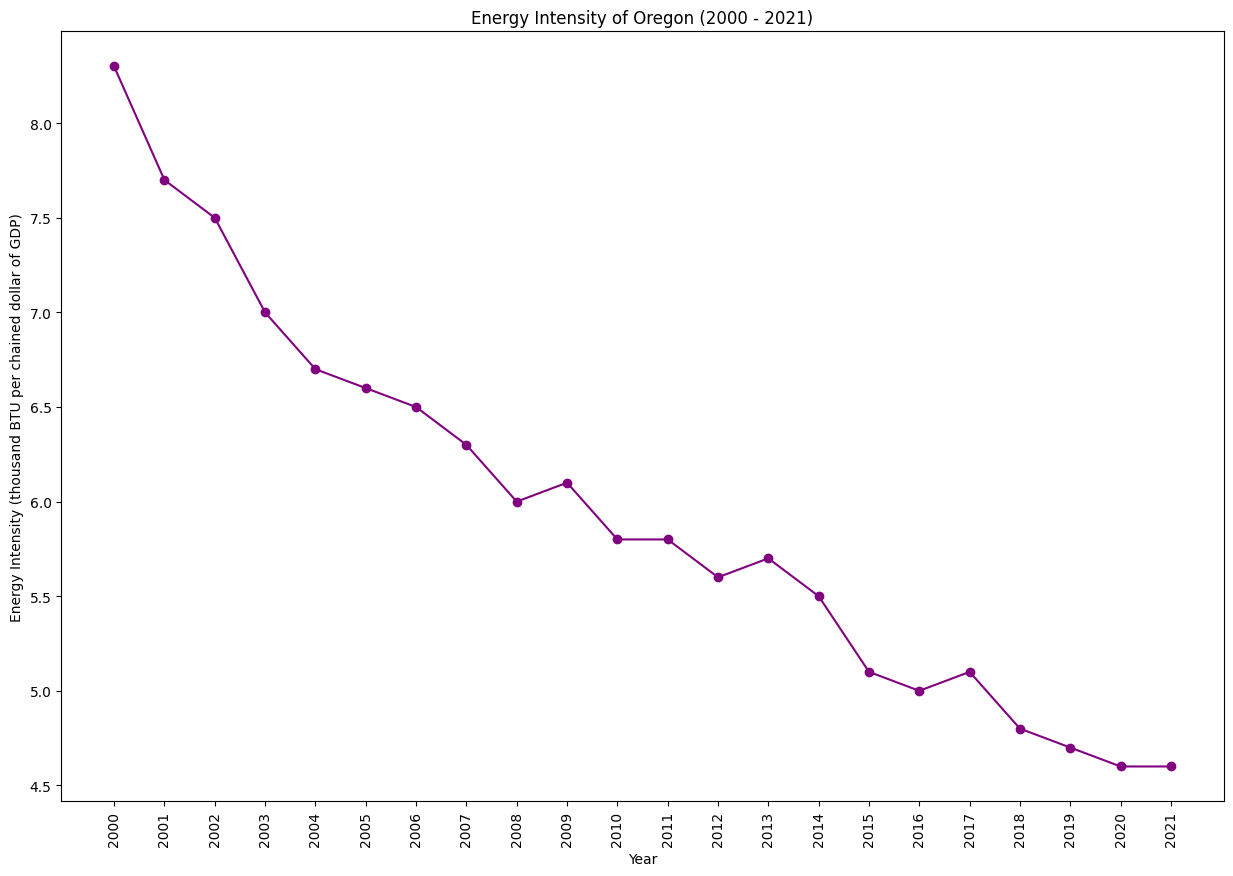 Energy Intensity of Oregon (2000 - 2021)
Energy Intensity (thousand BTU per chained dollar of GDP)
8.0
7.5
7.0
6.5
6.0
5.5
5.0
4.5
2000 2001 2002 2003 2004 2005 2006 2007 2008 2009 2010 2011 2012 2013 2014 2015 2016 2017 2018 2019 2020 2021
Year